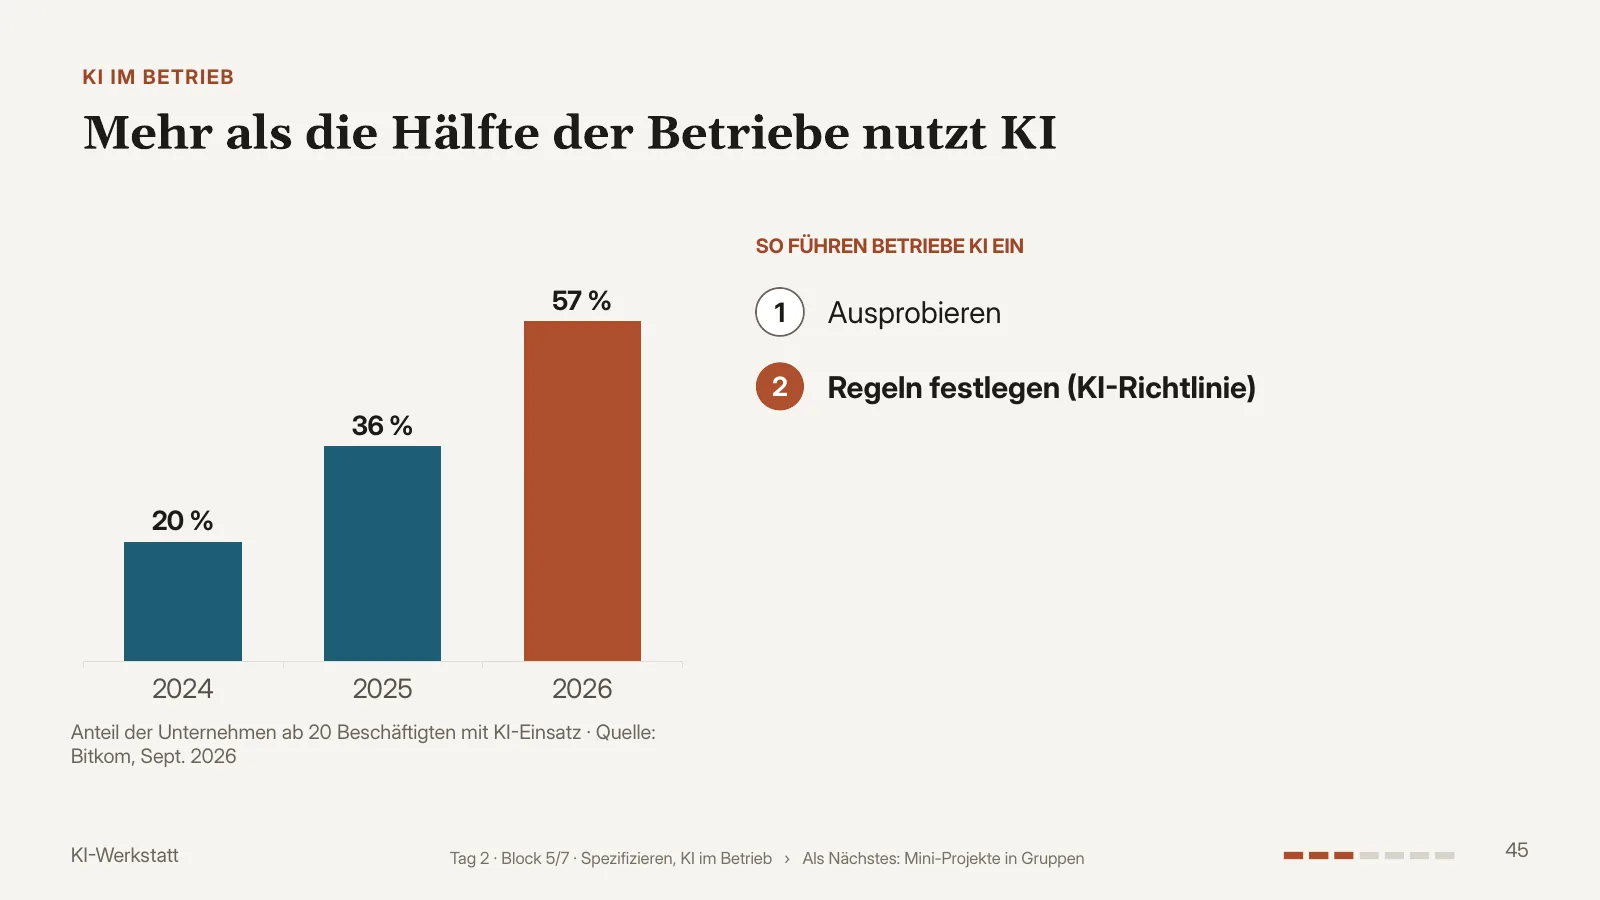 KI IM BETRIEB
Mehr als die Hälfte der Betriebe nutzt KI
57 %
36 %
20 %
2024
2025
2026
Anteil der Unternehmen ab 20 Beschäftigten mit KI-Einsatz · Quelle:
Bitkom, Sept. 2026
SO FÜHREN BETRIEBE KI EIN
1 Ausprobieren
2 Regeln festlegen (KI-Richtlinie)
KI-Werkstatt
Tag 2 · Block 5/7 · Spezifizieren, KI im Betrieb › Als Nächstes: Mini-Projekte in Gruppen
45